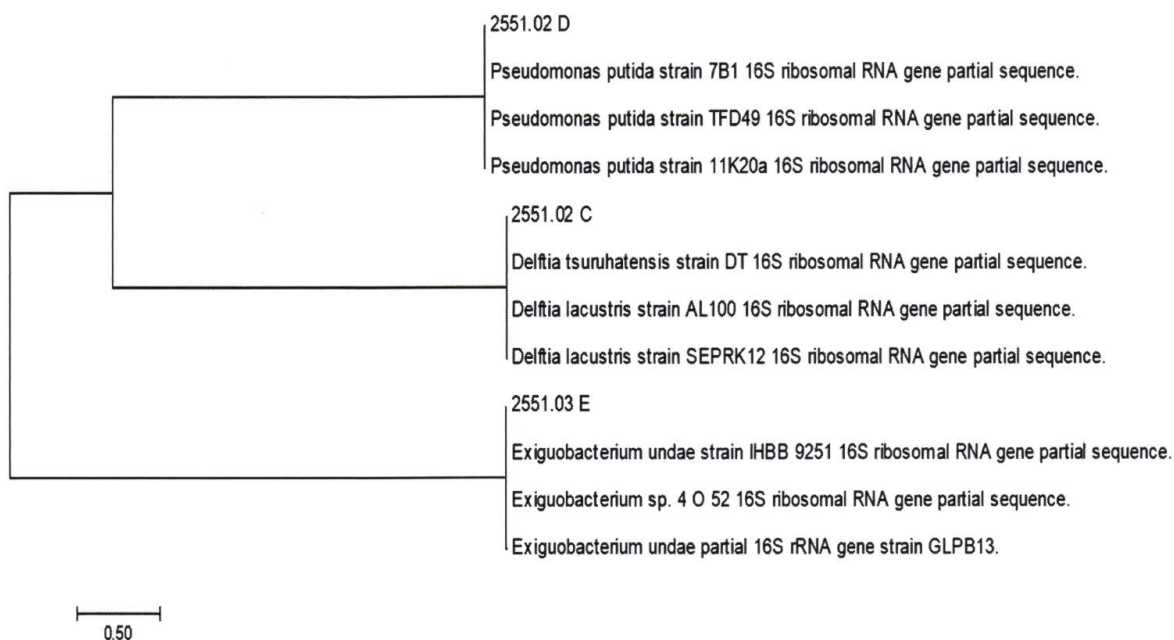 2551.02 D
Pseudomonas putida strain 7B1 16S ribosomal RNA gene partial sequence.
Pseudomonas putida strain TFD49 16S ribosomal RNA gene partial sequence.
Pseudomonas putida strain 11K20a 16S ribosomal RNA gene partial sequence.
2551.02 C
Delftia tsuruhatensis strain DT 16S ribosomal RNA gene partial sequence.
Delftia lacustris strain AL100 16S ribosomal RNA gene partial sequence.
Delftia lacustris strain SEPRK12 16S ribosomal RNA gene partial sequence.
2551.03 E
Exiguobacterium undae strain IHBB 9251 16S ribosomal RNA gene partial sequence.
Exiguobacterium sp. 4 O 52 16S ribosomal RNA gene partial sequence.
Exiguobacterium undae partial 16S rRNA gene strain GLPB13.
0.50